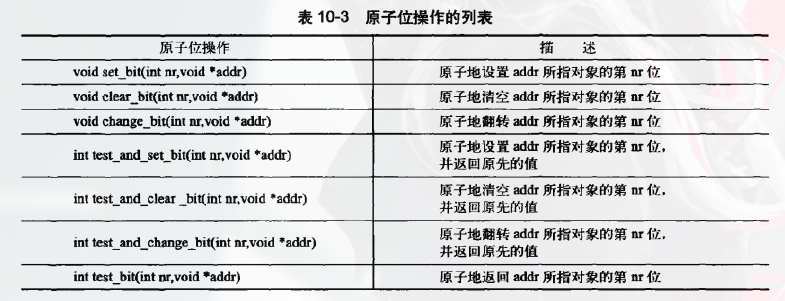 表 10-3 原子位操作的列表
原子位操作 描 述
void set_bit(int nr,void *addr) 原子地设置 addr 所指对象的第 nr 位
void clear_bit(int nr,void *addr) 原子地清空 addr 所指对象的第 nr 位
void change_bit(int nr,void *addr) 原子地翻转 addr 所指对象的第 nr 位
int test_and_set_bit(int nr,void *addr) 原子地设置 addr 所指对象的第 nr 位，
并返回原先的值
int test_and_clear _bit(int nr,void *addr) 原子地清空 addr 所指对象的第 nr 位，
并返回原先的值
int test_and_change_bit(int nr,void *addr) 原子地翻转 addr 所指对象的第 nr 位，
并返回原先的值
int test_bit(int nr,void *addr) 原子地返回 addr 所指对象的第 nr 位